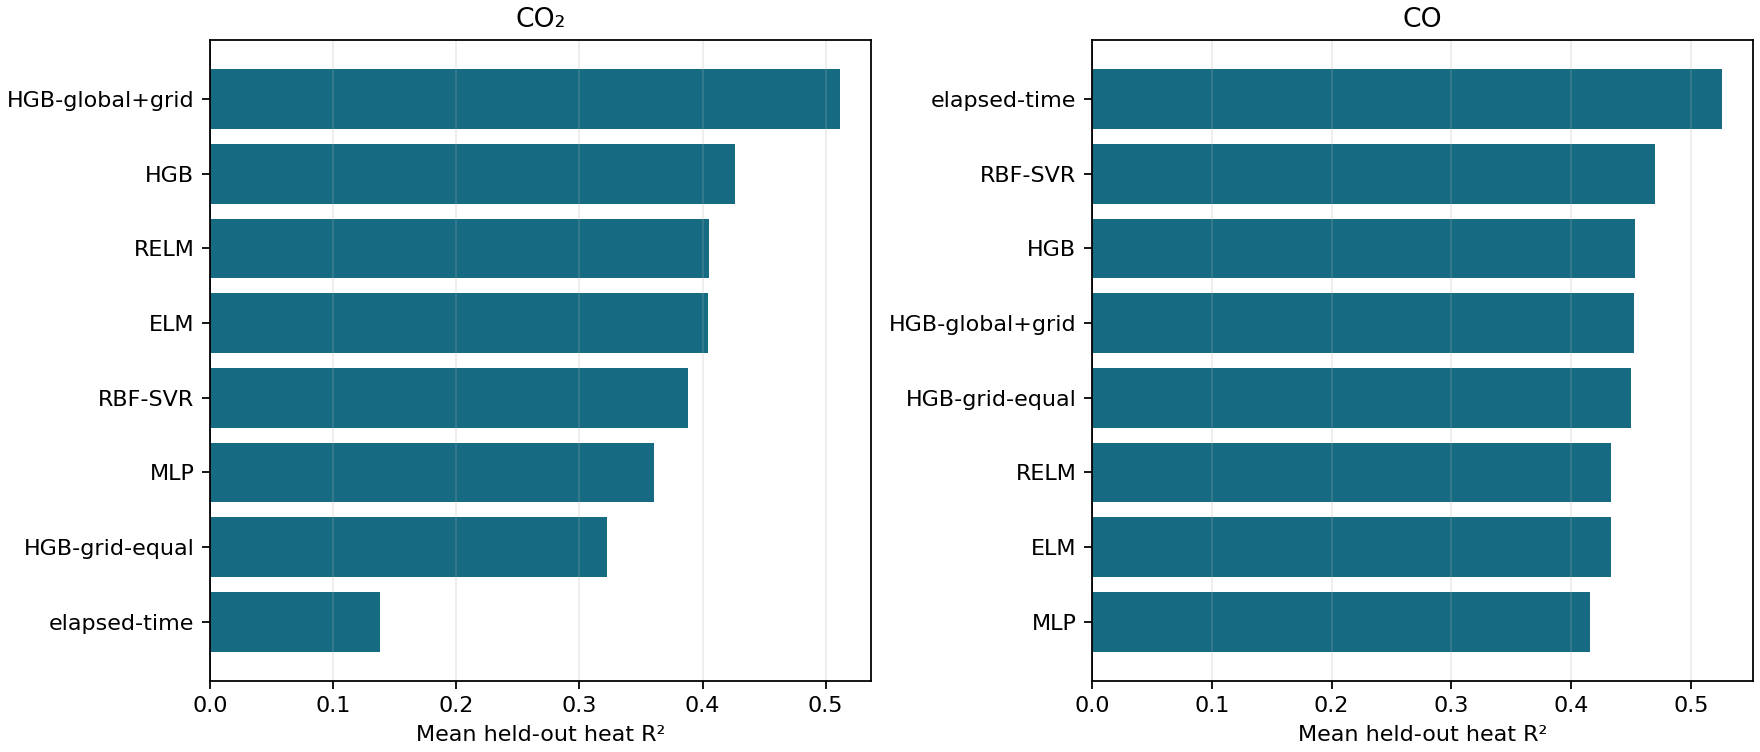 CO₂
HGB-global+grid
HGB
RELM
ELM
RBF-SVR
MLP
HGB-grid-equal
elapsed-time
0.0 0.1 0.2 0.3 0.4 0.5
Mean held-out heat R²
CO
elapsed-time
RBF-SVR
HGB
HGB-global+grid
HGB-grid-equal
RELM
ELM
MLP
0.0 0.1 0.2 0.3 0.4 0.5
Mean held-out heat R²